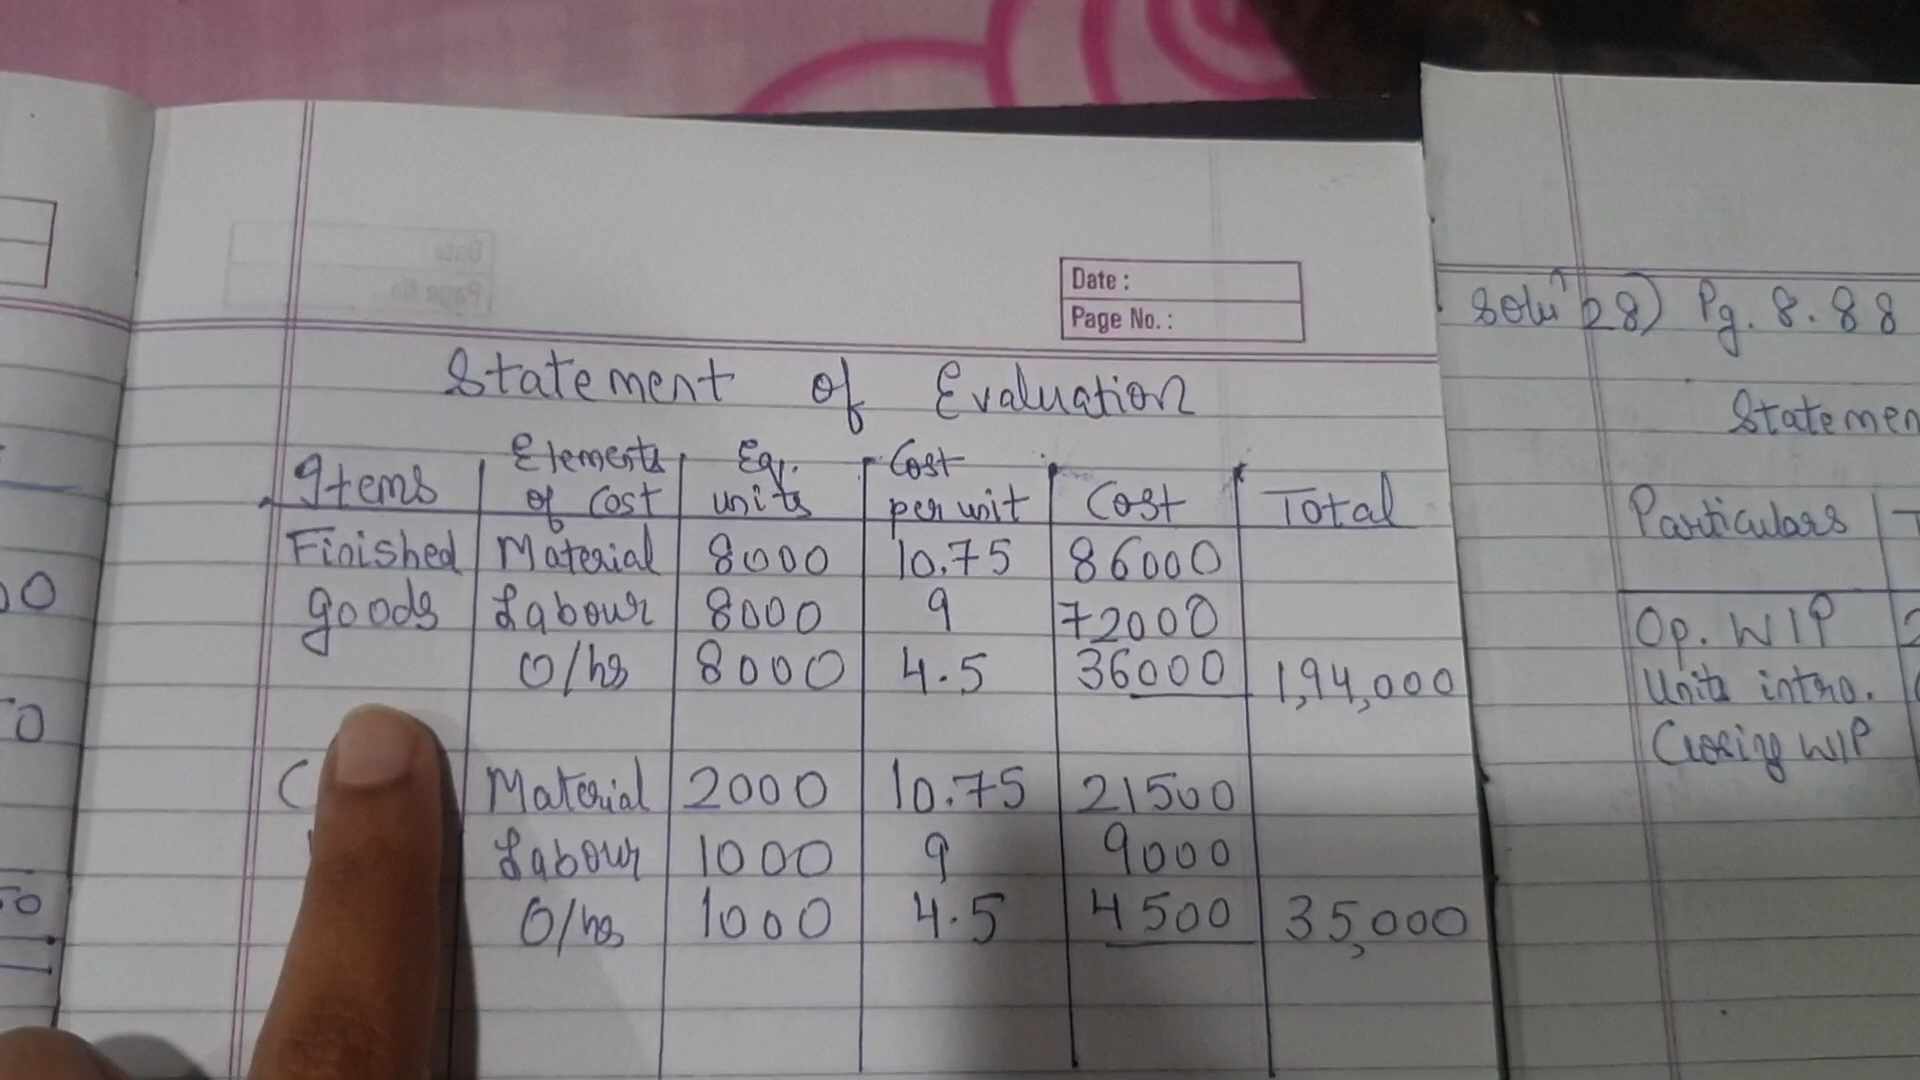 Date :
Page No. :
Statement of Evaluation
Items | Elements of Cost | Eq. units | Cost per unit | Cost | Total
Finished goods | Material | 8000 | 10.75 | 86000
Labour | 8000 | 9 | 72000
O/hs | 8000 | 4.5 | 36000 | 1,94,000
Material | 2000 | 10.75 | 21500
Labour | 1000 | 9 | 9000
O/hs | 1000 | 4.5 | 4500 | 35,000
Soluⁿ 28) Pg. 8.88
Particulars
Op. WIP
Units intro.
Closing WIP